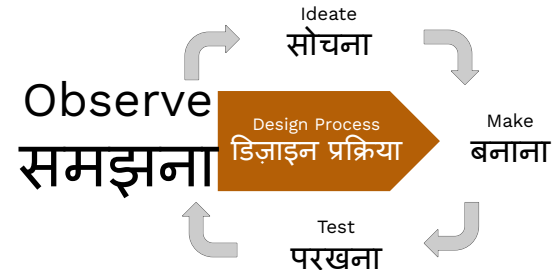 Ideate
सोचना
Observe
समझना
Design Process
डिज़ाइन प्रक्रिया
Make
बनाना
Test
परखना